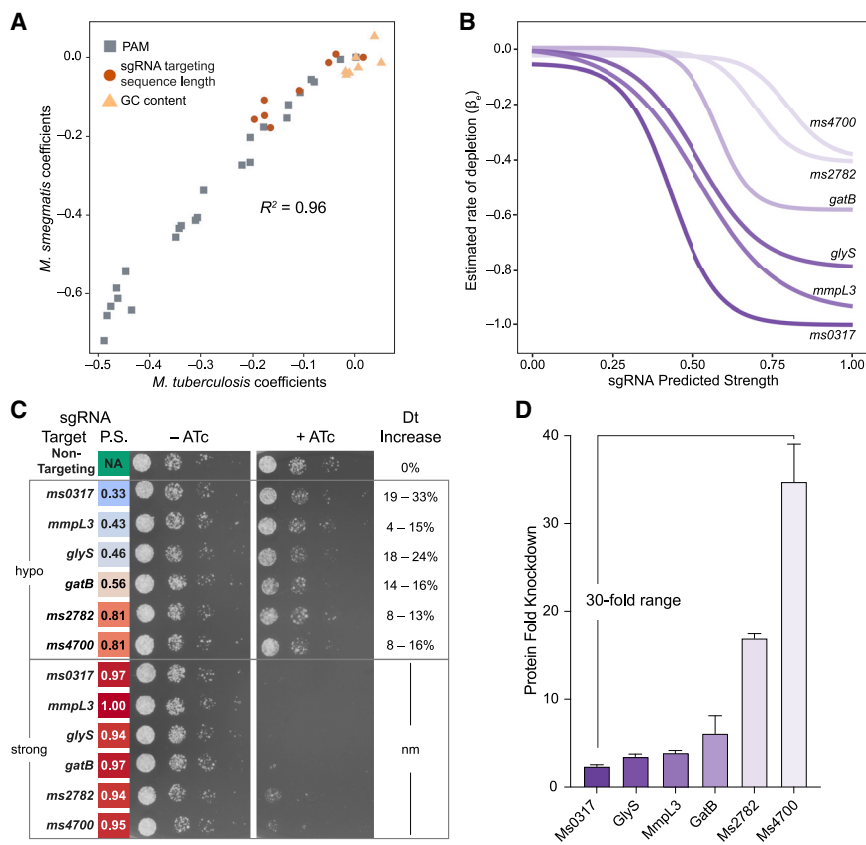 A
PAM
sgRNA targeting
sequence length
GC content
R² = 0.96
M. smegmatis coefficients
0.0
−0.2
−0.4
−0.6
−0.5
−0.4
−0.3
−0.2
−0.1
0.0
M. tuberculosis coefficients
B
Estimated rate of depletion (βe)
0.0
−0.2
−0.4
−0.6
−0.8
−1.0
ms4700
ms2782
gatB
glyS
mmpL3
ms0317
0.00
0.25
0.50
0.75
1.00
sgRNA Predicted Strength
C
sgRNA
Target P.S. − ATc + ATc
Dt
Increase
Non-
Targeting
NA 0%
ms0317 0.33 19 – 33%
mmpL3 0.43 4 – 15%
glyS 0.46 18 – 24%
hypo
gatB 0.56 14 – 16%
ms2782 0.81 8 – 13%
ms4700 0.81 8 – 16%
ms0317 0.97
mmpL3 1.00
glyS 0.94
strong nm
gatB 0.97
ms2782 0.94
ms4700 0.95
D
Protein Fold Knockdown
40
30
20
10
0
30-fold range
Ms0317
GlyS
MmpL3
GatB
Ms2782
Ms4700